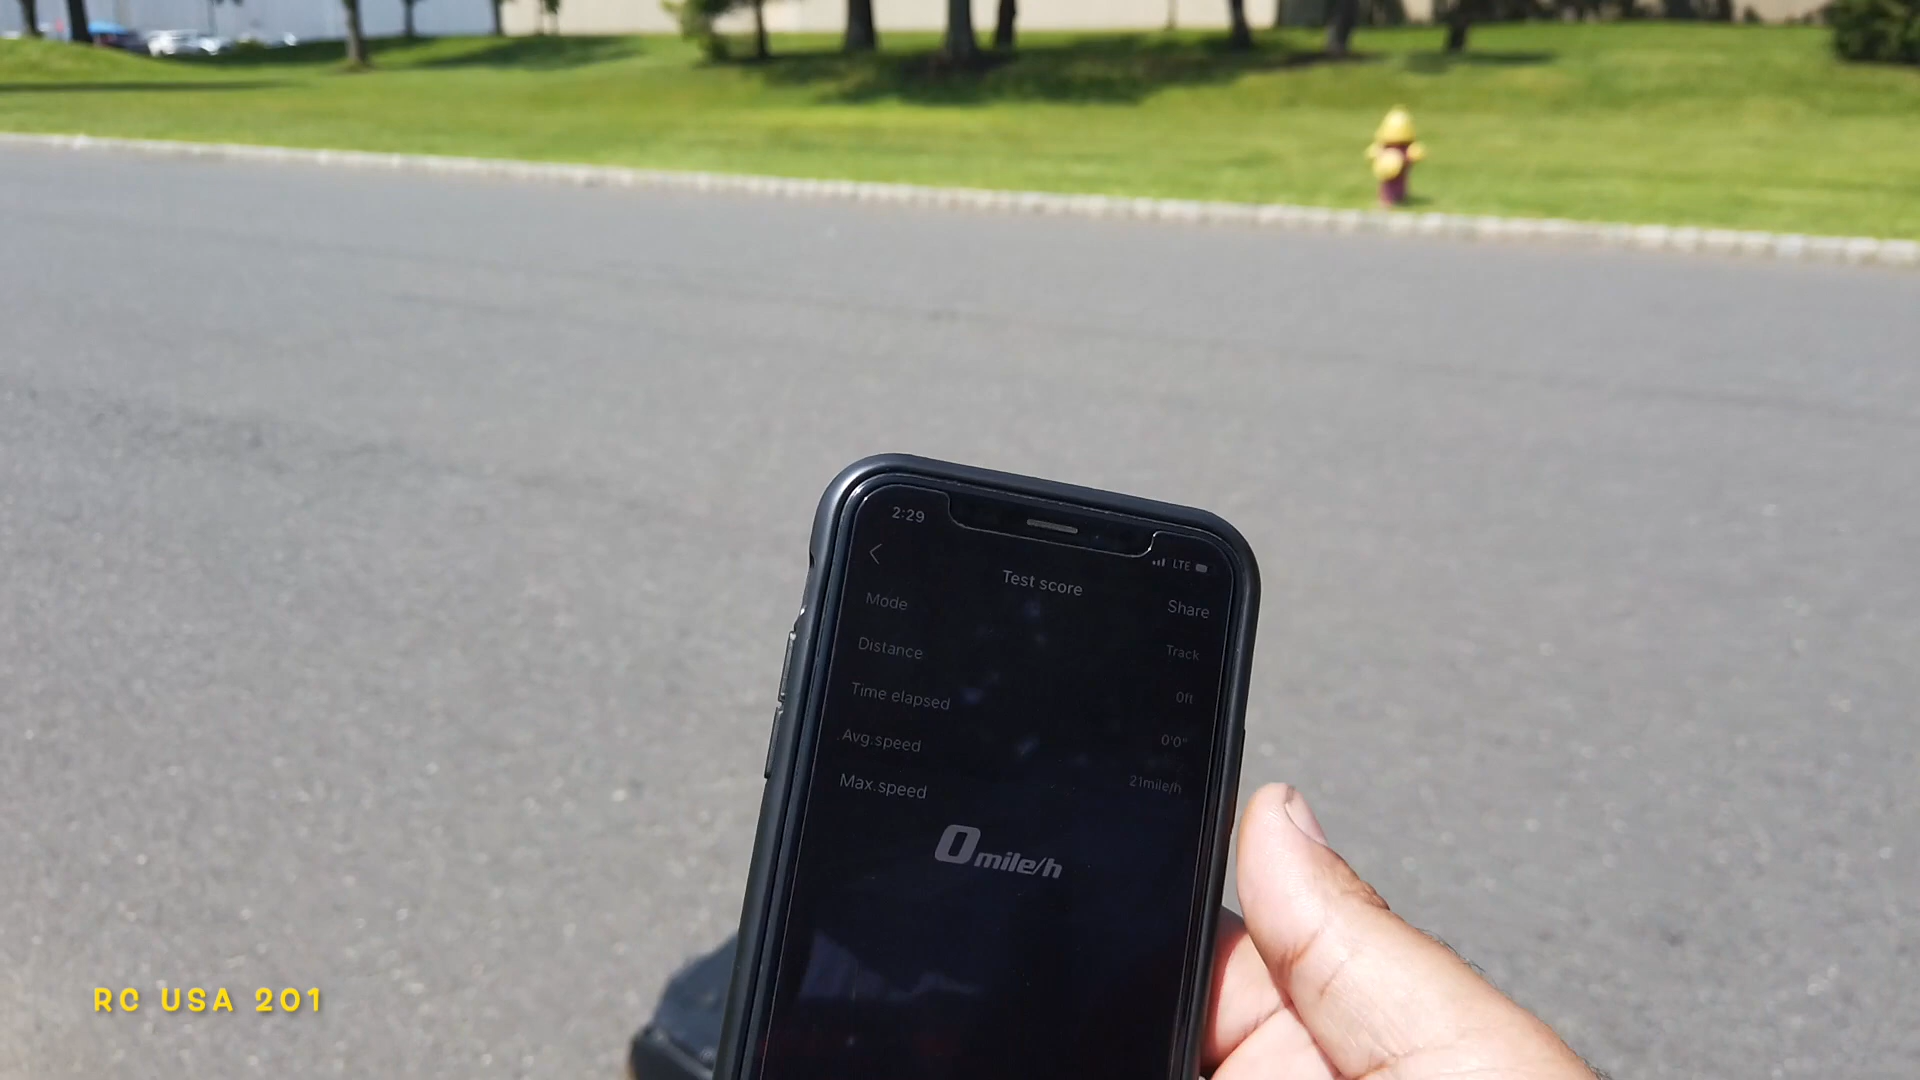 2:29
LTE
Test score
Share
Mode
Track
Distance
0ft
Time elapsed
0'0"
Avg.speed
21mile/h
Max.speed
0mile/h
RC USA 201